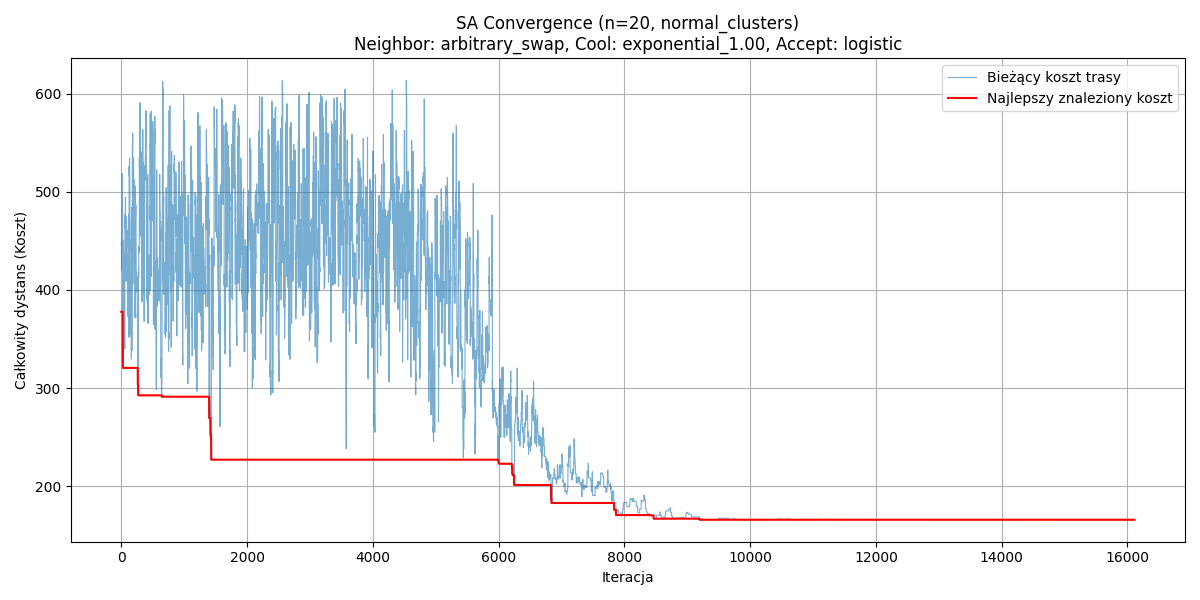 SA Convergence (n=20, normal_clusters)
Neighbor: arbitrary_swap, Cool: exponential_1.00, Accept: logistic
Bieżący koszt trasy
Najlepszy znaleziony koszt
Całkowity dystans (Koszt)
600
500
400
300
200
0 2000 4000 6000 8000 10000 12000 14000 16000
Iteracja